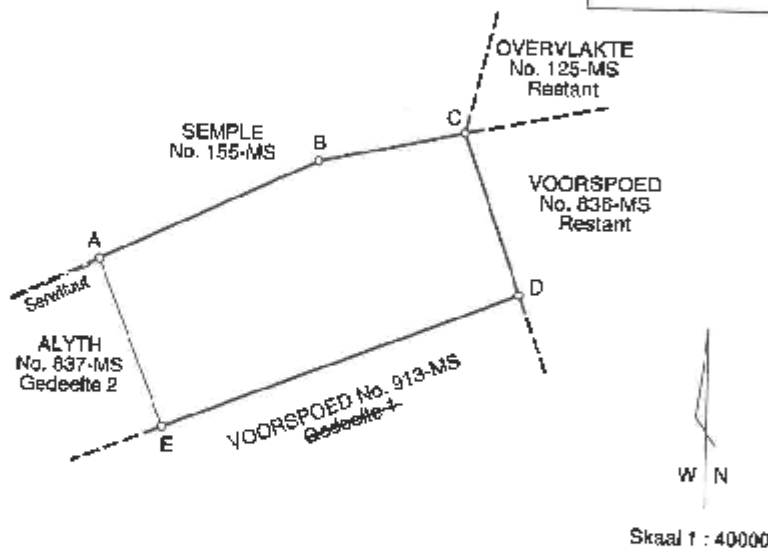 OVERVLAKTE
No. 125-MS
Restant
C
SEMPLE
No. 155-MS
B
VOORSPOED
No. 836-MS
Restant
A
Serwituut
D
ALYTH
No. 837-MS
Gedeelte 2
VOORSPOED No. 913-MS
Gedeelte 1
E
W N
Skaal 1 : 40000